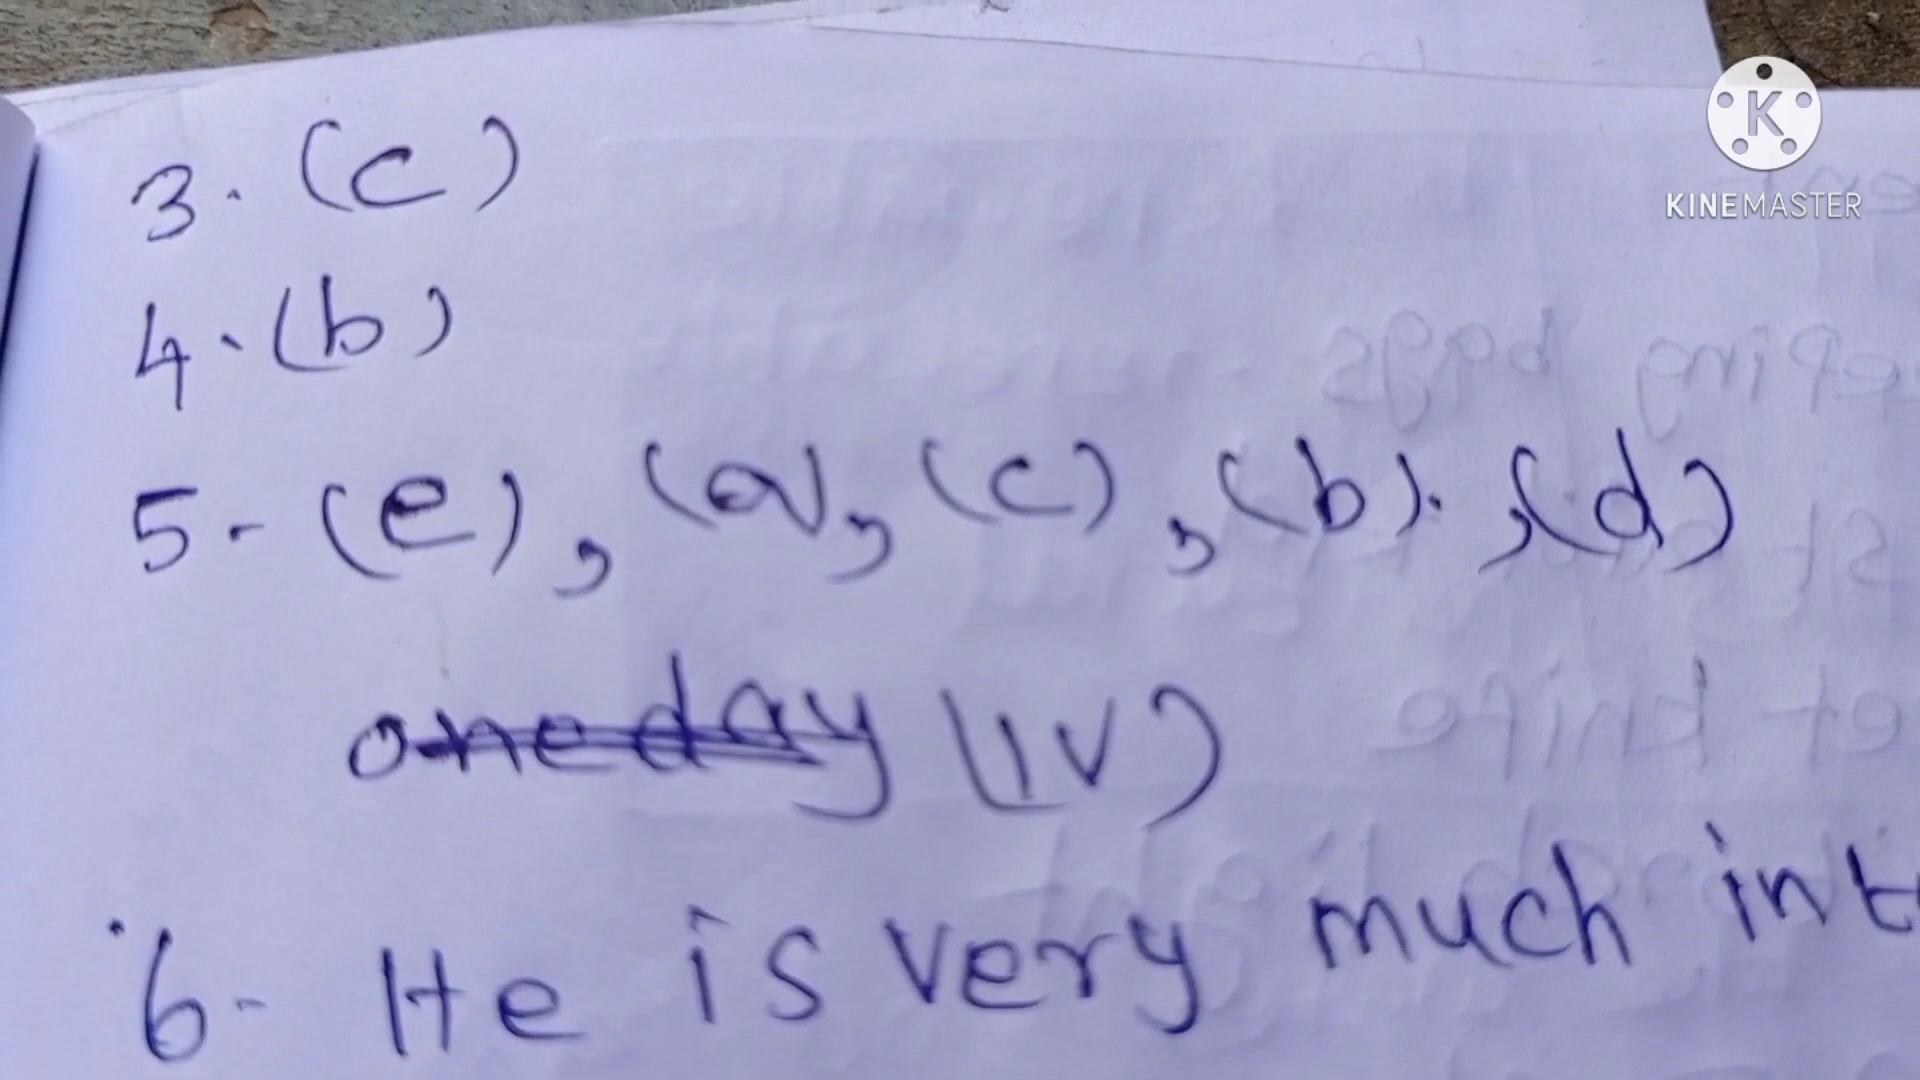 3. (c)
KINEMASTER
4. (b)
5- (e), (a), (c), (b). ,(d)
oneday (IV)
6- He is very much int